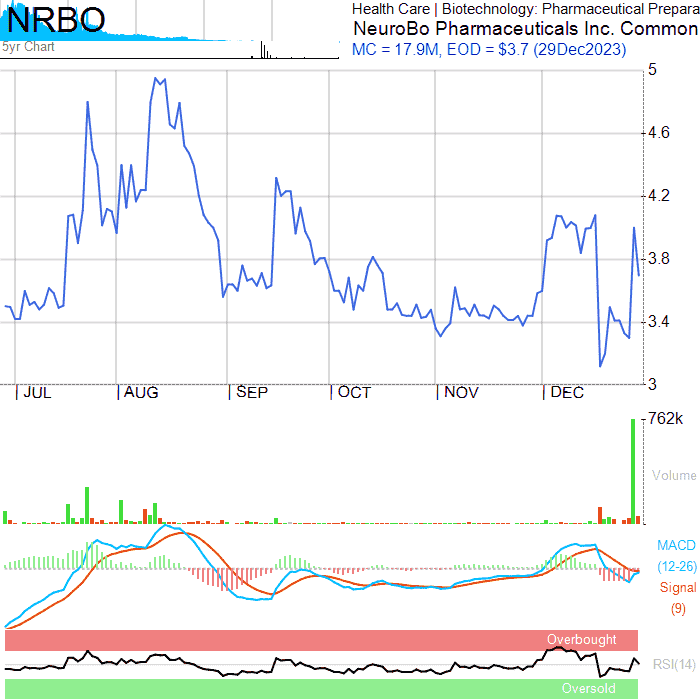 NRBO
Health Care | Biotechnology: Pharmaceutical Prepara
NeuroBo Pharmaceuticals Inc. Common
5yr Chart
MC = 17.9M, EOD = $3.7 (29Dec2023)
5
4.6
4.2
3.8
3.4
3
JUL AUG SEP OCT NOV DEC
762k
Volume
MACD
(12-26)
Signal
(9)
Overbought
RSI(14)
Oversold